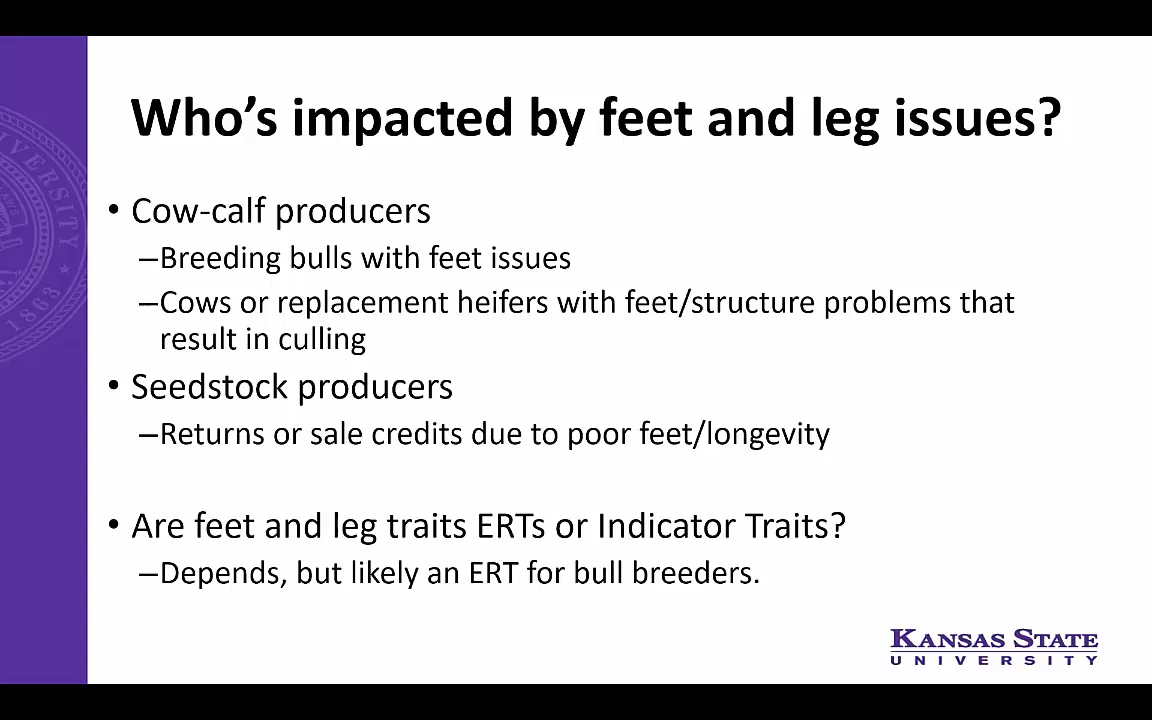 Who's impacted by feet and leg issues?
• Cow-calf producers
–Breeding bulls with feet issues
–Cows or replacement heifers with feet/structure problems that
result in culling
• Seedstock producers
–Returns or sale credits due to poor feet/longevity
• Are feet and leg traits ERTs or Indicator Traits?
–Depends, but likely an ERT for bull breeders.
KANSAS STATE
UNIVERSITY
VERSITY
1863